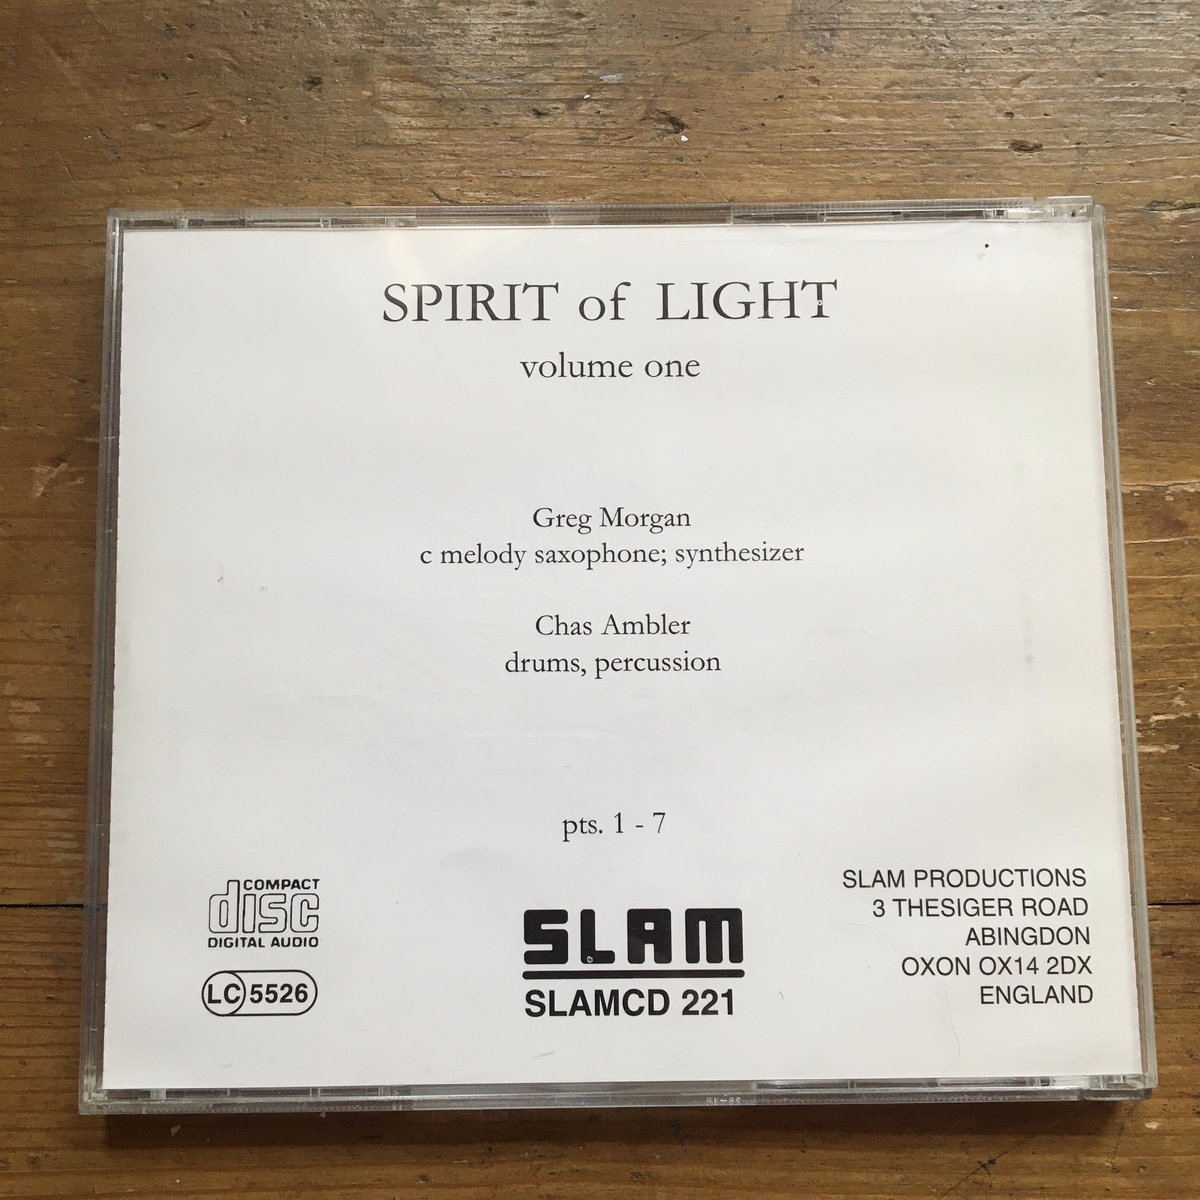 SPIRIT of LIGHT
volume one
Greg Morgan
c melody saxophone; synthesizer
Chas Ambler
drums, percussion
pts. 1 - 7
COMPACT
disc
DIGITAL AUDIO
LC 5526
SLAM
SLAMCD 221
SLAM PRODUCTIONS
3 THESIGER ROAD
ABINGDON
OXON OX14 2DX
ENGLAND